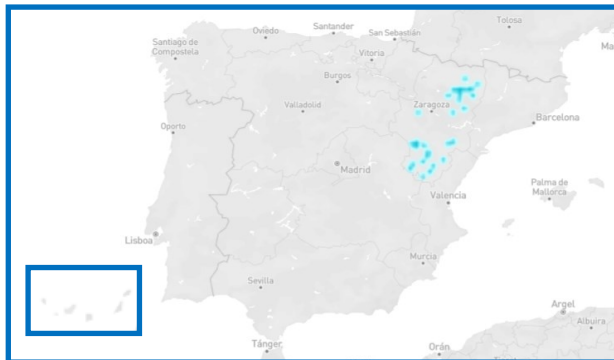 Tolosa
Oviedo
Santander
San Sebastián
Santiago de
Compostela
Vitoria
Ma
Burgos
Valladolid
Zaragoza
Barcelona
Oporto
Madrid
Palma de
Mallorca
Valencia
Lisboa
Murcia
Sevilla
Argel
Albuira
Tánger
Orán